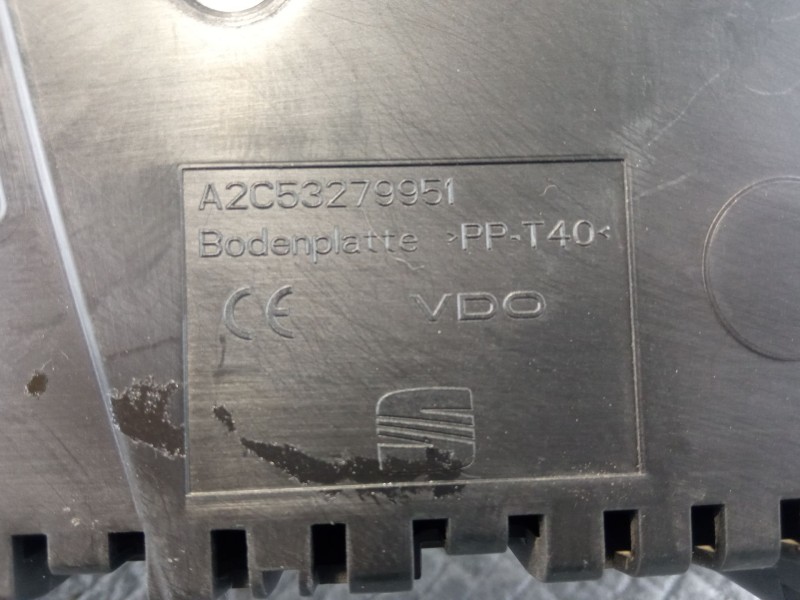 A2C53279951
Bodenplatte >PP-T40<
CE VDO